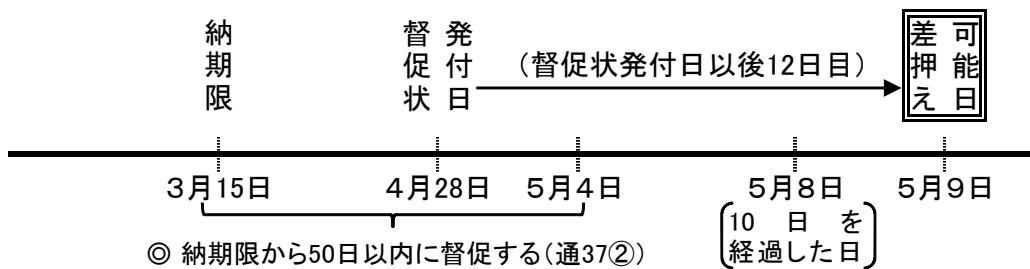 納期限
督促状発付日
(督促状発付日以後12日目)
差押え可能日
3月15日
4月28日
5月4日
5月8日
5月9日
10日を
経過した日
◎ 納期限から50日以内に督促する(通37②)